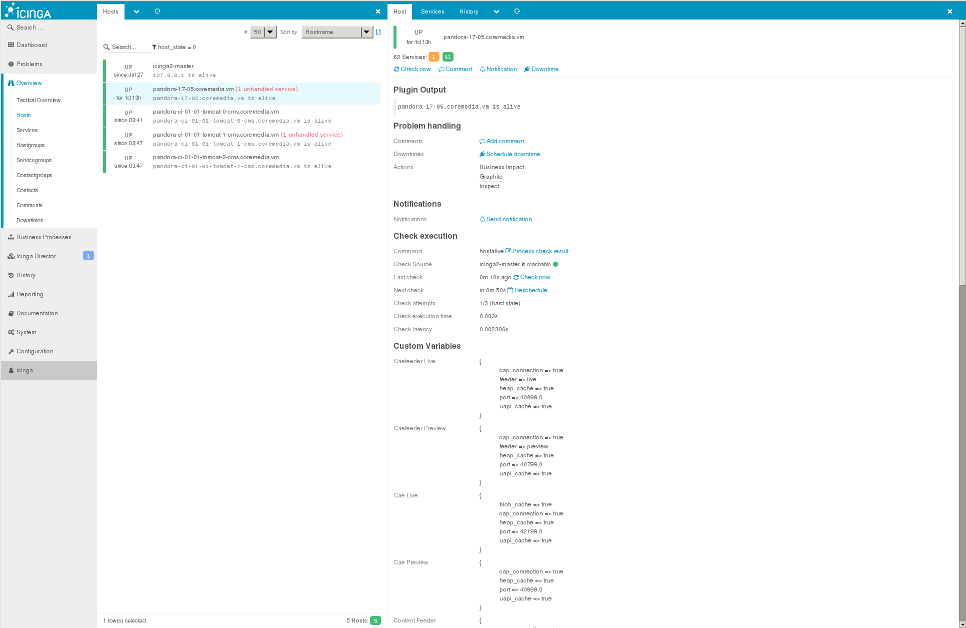 icinga
Search ...
Dashboard
Problems
Overview
Tactical Overview
Hosts
Services
Hostgroups
Servicegroups
Contactgroups
Contacts
Comments
Downtimes
Business Processes
Icinga Director 1
History
Reporting
Documentation
System
Configuration
icinga
Hosts
# 50 Sort by Hostname
Search... host_state = 0
UP icinga2-master
since Jul 27 127.0.0.1 is alive
UP pandora-17-05.coremedia.vm (1 unhandled service)
for 1d 13h pandora-17-05.coremedia.vm is alive
UP pandora-ci-01-01-tomcat-0-cms.coremedia.vm
since 03:41 pandora-ci-01-01-tomcat-0-cms.coremedia.vm is alive
UP pandora-ci-01-01-tomcat-1-cms.coremedia.vm (1 unhandled service)
since 03:47 pandora-ci-01-01-tomcat-1-cms.coremedia.vm is alive
UP pandora-ci-01-01-tomcat-2-cms.coremedia.vm
since 03:47 pandora-ci-01-01-tomcat-2-cms.coremedia.vm is alive
1 row(s) selected 5 Hosts: 5
Host Services History
UP pandora-17-05.coremedia.vm
for 1d 13h
62 Services: 1 61
Check now Comment Notification Downtime
Plugin Output
pandora-17-05.coremedia.vm is alive
Problem handling
Comments Add comment
Downtimes Schedule downtime
Actions Business Impact
Graphite
Inspect
Notifications
Notifications Send notification
Check execution
Command hostalive Process check result
Check Source icinga2-master is reachable
Last check 0m 10s ago Check now
Next check in 0m 50s Reschedule
Check attempts 1/3 (hard state)
Check execution time 0.003s
Check latency 0.002306s
Custom Variables
Caefeeder Live {
cap_connection => true
feeder => live
heap_cache => true
port => 40899.0
uapi_cache => true
}
Caefeeder Preview {
cap_connection => true
feeder => preview
heap_cache => true
port => 40799.0
uapi_cache => true
}
Cae Live {
blob_cache => true
cap_connection => true
heap_cache => true
port => 42199.0
uapi_cache => true
}
Cae Preview {
cap_connection => true
heap_cache => true
port => 40999.0
uapi_cache => true
}
Content Feeder {